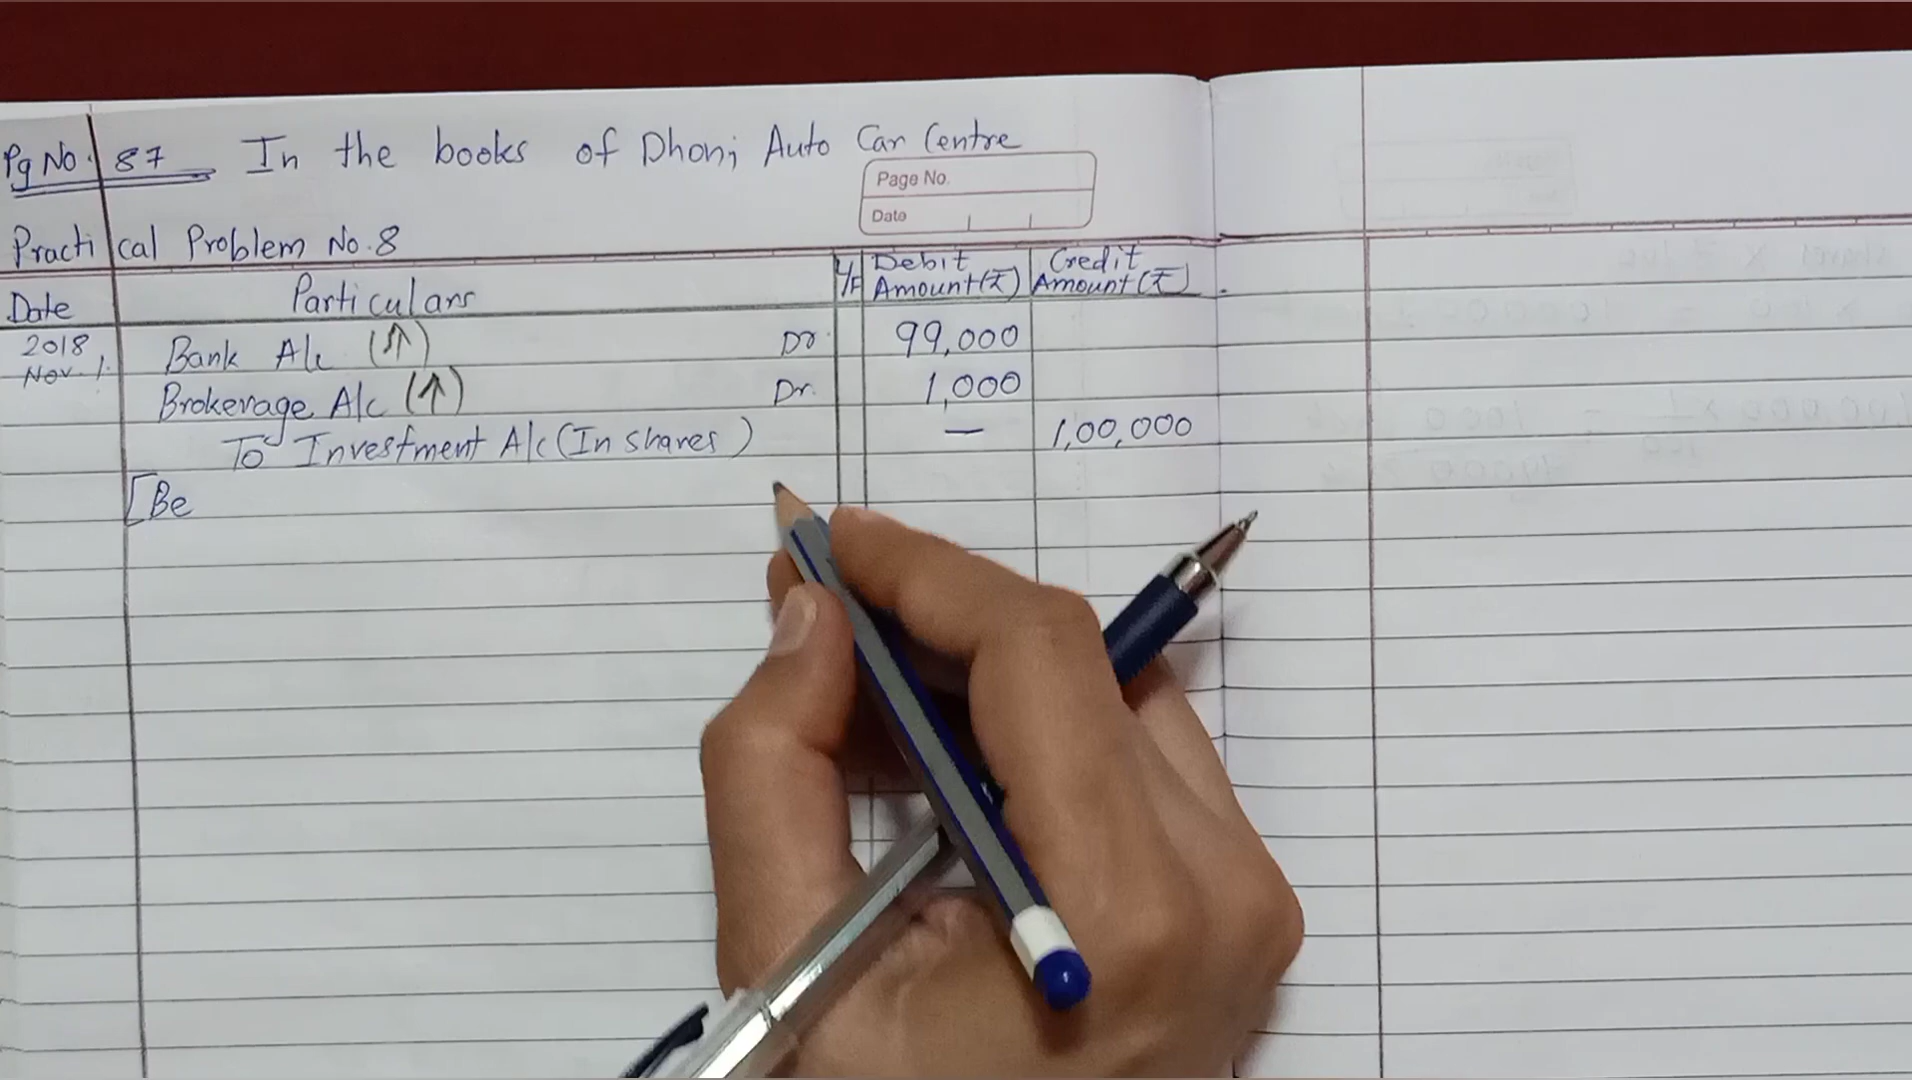 Pg No. 87 In the books of Dhoni Auto Car Centre
Page No.
Date
Practical Problem No. 8
Date Particulars L/F Debit Amount (₹) Credit Amount (₹)
2018 Nov. 1. Bank A/c (↑) Dr. 99,000
Brokerage A/c (↑) Dr. 1,000
To Investment A/c (In shares) — 1,00,000
[Be